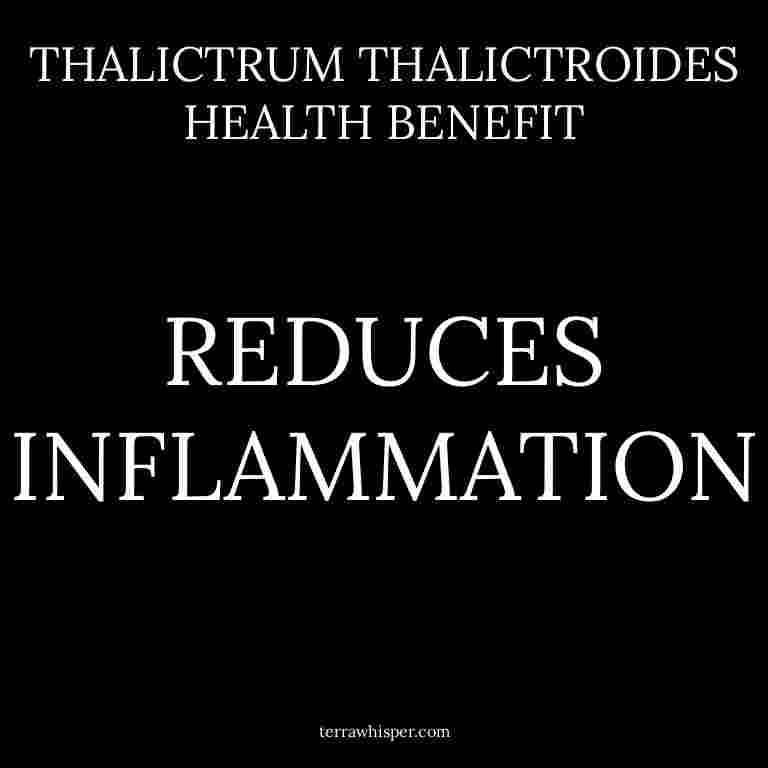 THALICTRUM THALICTROIDES
HEALTH BENEFIT
REDUCES
INFLAMMATION
terrawhisper.com